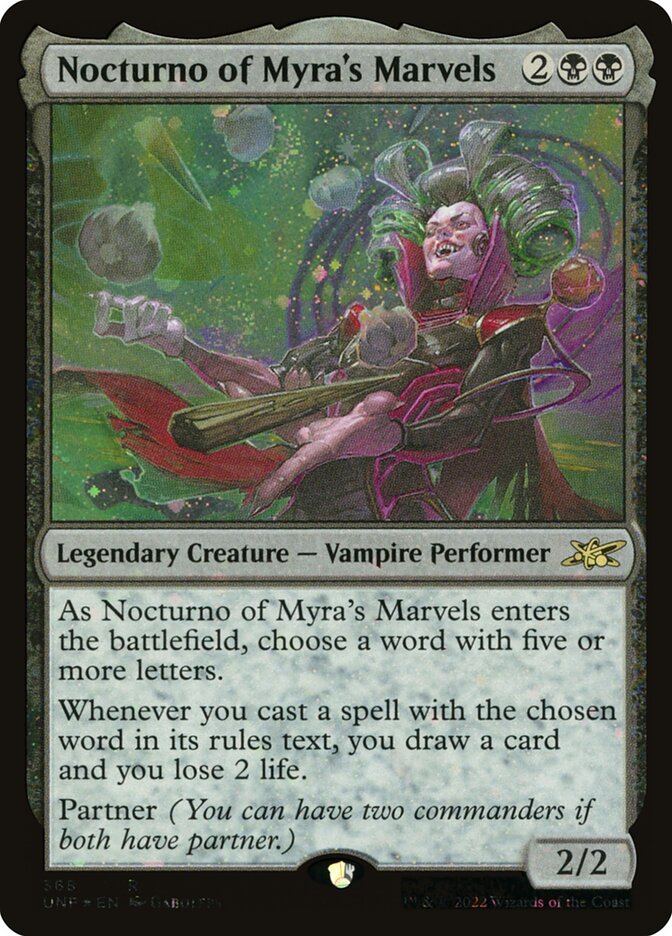 Nocturno of Myra's Marvels 2
Legendary Creature — Vampire Performer
As Nocturno of Myra's Marvels enters
the battlefield, choose a word with five or
more letters.
Whenever you cast a spell with the chosen
word in its rules text, you draw a card
and you lose 2 life.
Partner (You can have two commanders if
both have partner.)
2/2
R
UNF ★ EN
& © 2022 Wizards of the Coast